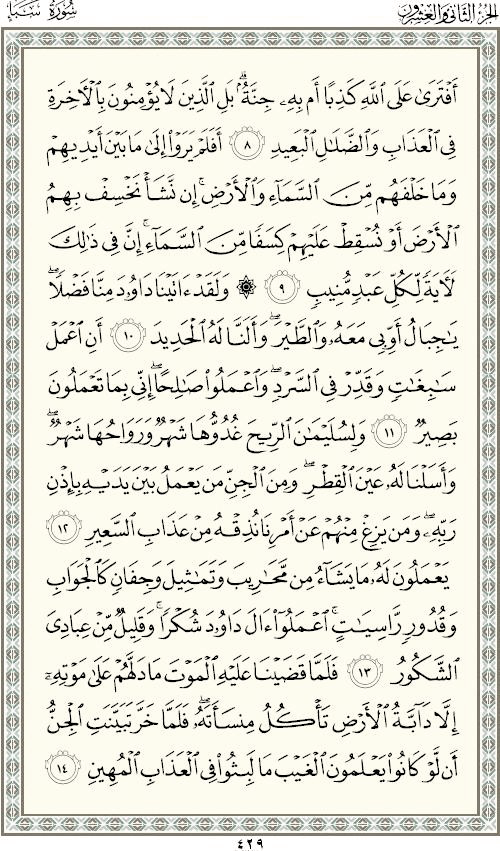 الجزء الثاني والعشرون
سورة سبإ
أَفْتَرَىٰ عَلَى ٱللَّهِ كَذِبًا أَم بِهِۦ جِنَّةٌۢ ۗ بَلِ ٱلَّذِينَ لَا يُؤْمِنُونَ بِٱلْأَخِرَةِ
فِى ٱلْعَذَابِ وَٱلضَّلَٰلِ ٱلْبَعِيدِ ٨ أَفَلَمْ يَرَوْا۟ إِلَىٰ مَا بَيْنَ أَيْدِيهِمْ
وَمَا خَلْفَهُم مِّنَ ٱلسَّمَآءِ وَٱلْأَرْضِ ۚ إِن نَّشَأْ نَخْسِفْ بِهِمُ
ٱلْأَرْضَ أَوْ نُسْقِطْ عَلَيْهِمْ كِسَفًا مِّنَ ٱلسَّمَآءِ ۚ إِنَّ فِى ذَٰلِكَ
لَأٓيَةً لِّكُلِّ عَبْدٍ مُّنِيبٍ ٩ ۞ وَلَقَدْ ءَاتَيْنَا دَاوُۥدَ مِنَّا فَضْلًا ۖ
يَٰجِبَالُ أَوِّبِى مَعَهُۥ وَٱلطَّيْرَ ۖ وَأَلَنَّا لَهُ ٱلْحَدِيدَ ١٠ أَنِ ٱعْمَلْ
سَٰبِغَٰتٍ وَقَدِّرْ فِى ٱلسَّرْدِ ۖ وَٱعْمَلُوا۟ صَٰلِحًا ۖ إِنِّى بِمَا تَعْمَلُونَ
بَصِيرٌ ١١ وَلِسُلَيْمَٰنَ ٱلرِّيحَ غُدُوُّهَا شَهْرٌ وَرَوَاحُهَا شَهْرٌ ۖ
وَأَسَلْنَا لَهُۥ عَيْنَ ٱلْقِطْرِ ۖ وَمِنَ ٱلْجِنِّ مَن يَعْمَلُ بَيْنَ يَدَيْهِ بِإِذْنِ
رَبِّهِۦ ۖ وَمَن يَزِغْ مِنْهُمْ عَنْ أَمْرِنَا نُذِقْهُ مِنْ عَذَابِ ٱلسَّعِيرِ ١٢
يَعْمَلُونَ لَهُۥ مَا يَشَآءُ مِن مَّحَٰرِيبَ وَتَمَٰثِيلَ وَجِفَانٍ كَٱلْجَوَابِ
وَقُدُورٍ رَّاسِيَٰتٍ ۚ ٱعْمَلُوٓا۟ ءَالَ دَاوُۥدَ شُكْرًا ۚ وَقَلِيلٌ مِّنْ عِبَادِىَ
ٱلشَّكُورُ ١٣ فَلَمَّا قَضَيْنَا عَلَيْهِ ٱلْمَوْتَ مَا دَلَّهُمْ عَلَىٰ مَوْتِهِۦٓ
إِلَّا دَآبَّةُ ٱلْأَرْضِ تَأْكُلُ مِنسَأَتَهُۥ ۖ فَلَمَّا خَرَّ تَبَيَّنَتِ ٱلْجِنُّ
أَن لَّوْ كَانُوا۟ يَعْلَمُونَ ٱلْغَيْبَ مَا لَبِثُوا۟ فِى ٱلْعَذَابِ ٱلْمُهِينِ ١٤
٤٢٩